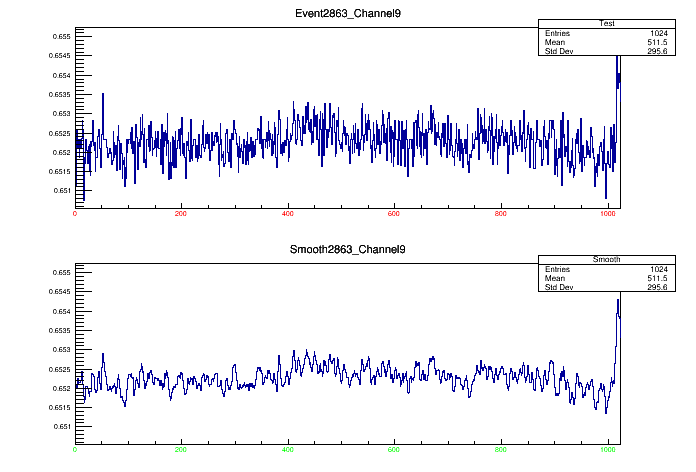 Event2863_Channel9
Test
Entries 1024
Mean 511.5
Std Dev 295.6
0.655
0.6545
0.654
0.6535
0.653
0.6525
0.652
0.6515
0.651
0 200 400 600 800 1000
Smooth2863_Channel9
Smooth
Entries 1024
Mean 511.5
Std Dev 295.6
0.655
0.6545
0.654
0.6535
0.653
0.6525
0.652
0.6515
0.651
0 200 400 600 800 1000